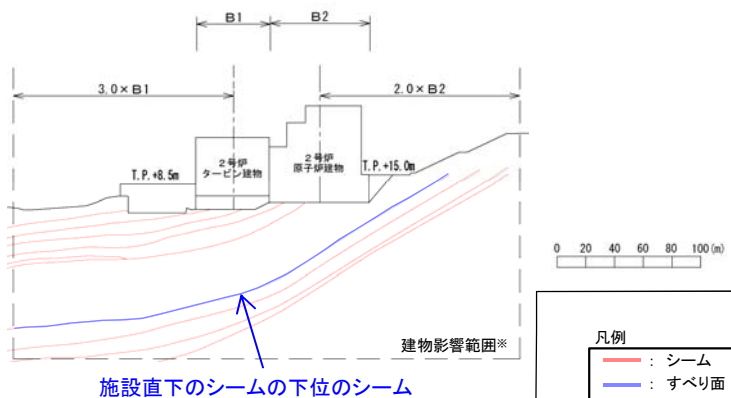 B1
B2
3.0×B1
2.0×B2
2号炉
タービン建物
2号炉
原子炉建物
T.P.+8.5m
T.P.+15.0m
0 20 40 60 80 100(m)
建物影響範囲※
施設直下のシームの下位のシーム
凡例
: シーム
: すべり面